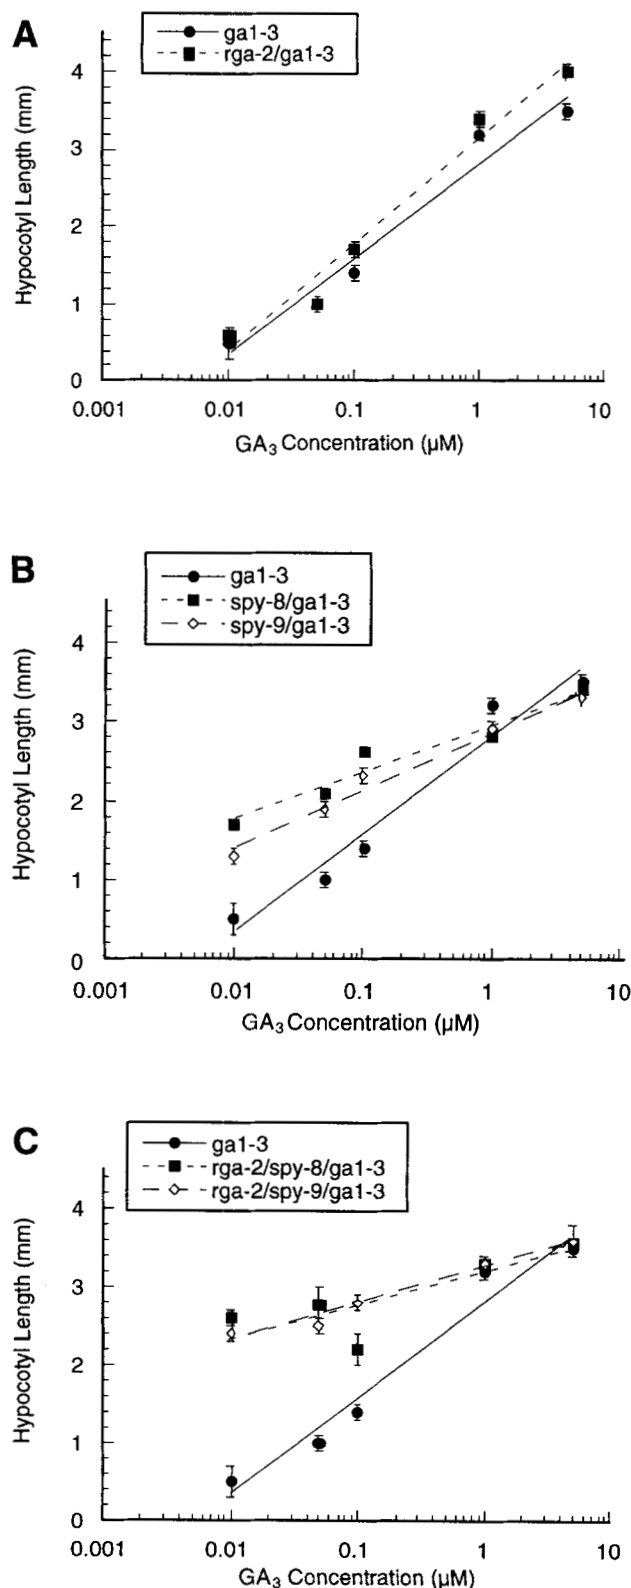 A
ga1-3
rga-2/ga1-3
Hypocotyl Length (mm)
4
3
2
1
0
0.001 0.01 0.1 1 10
GA3 Concentration (µM)
B
ga1-3
spy-8/ga1-3
spy-9/ga1-3
Hypocotyl Length (mm)
4
3
2
1
0
0.001 0.01 0.1 1 10
GA3 Concentration (µM)
C
ga1-3
rga-2/spy-8/ga1-3
rga-2/spy-9/ga1-3
Hypocotyl Length (mm)
4
3
2
1
0
0.001 0.01 0.1 1 10
GA3 Concentration (µM)